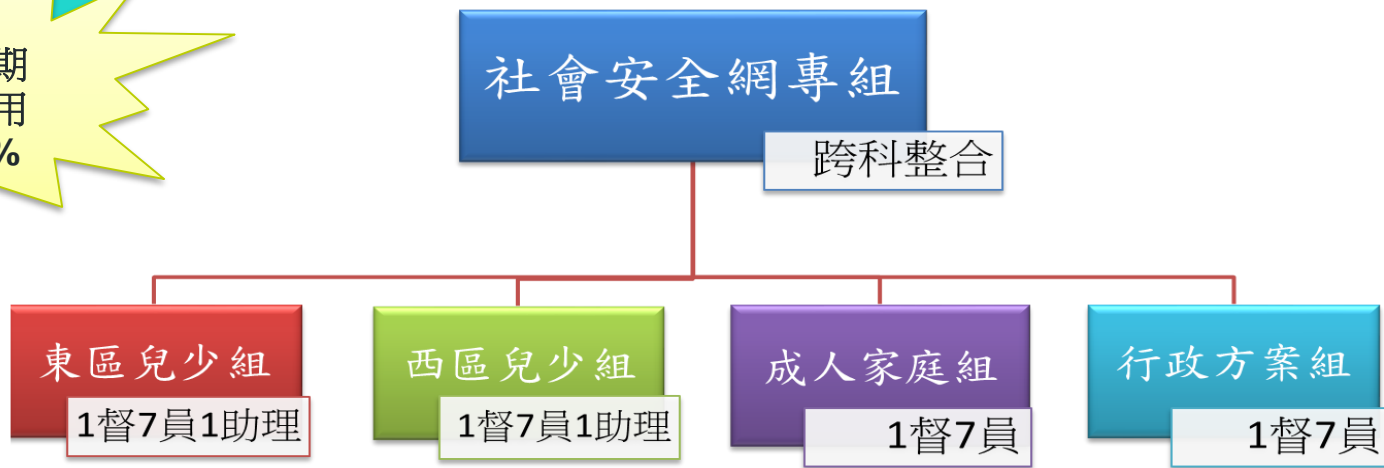 期
用
%
社會安全網專組
跨科整合
東區兒少組
1督7員1助理
西區兒少組
1督7員1助理
成人家庭組
1督7員
行政方案組
1督7員